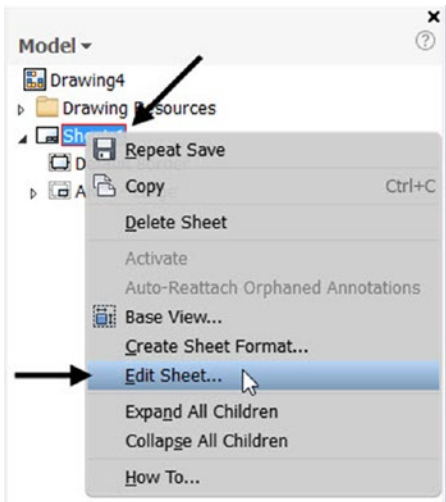 Model
Drawing4
Drawing Resources
Repeat Save
Copy Ctrl+C
Delete Sheet
Activate
Auto-Reattach Orphaned Annotations
Base View...
Create Sheet Format...
Edit Sheet...
Expand All Children
Collapse All Children
How To...